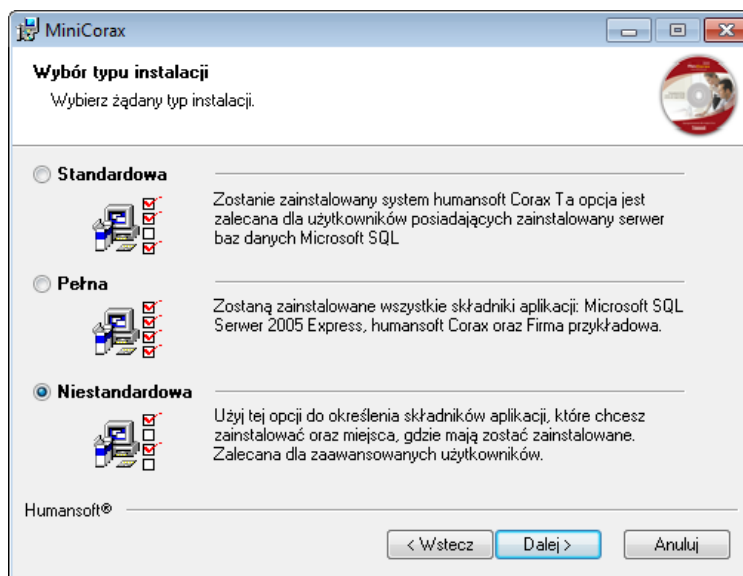 MiniCorax
Wybór typu instalacji
Wybierz żądany typ instalacji.
Standardowa
Zostanie zainstalowany system humansoft Corax Ta opcja jest
zalecana dla użytkowników posiadających zainstalowany serwer
baz danych Microsoft SQL
Pełna
Zostaną zainstalowane wszystkie składniki aplikacji: Microsoft SQL
Serwer 2005 Express, humansoft Corax oraz Firma przykładowa.
Niestandardowa
Użyj tej opcji do określenia składników aplikacji, które chcesz
zainstalować oraz miejsca, gdzie mają zostać zainstalowane.
Zalecana dla zaawansowanych użytkowników.
Humansoft®
< Wstecz
Dalej >
Anuluj